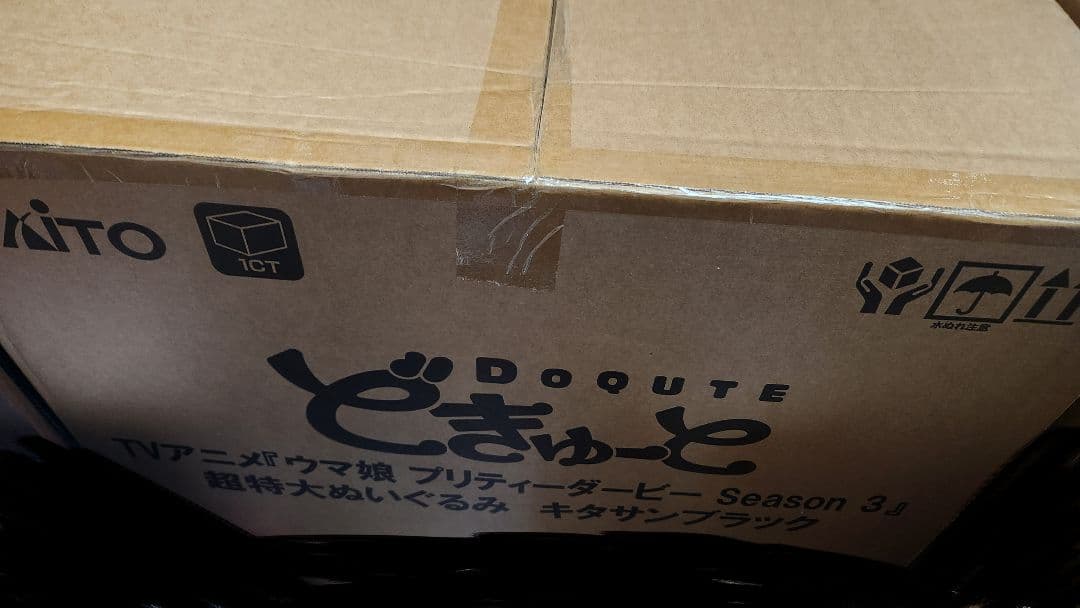 AiTO
1CT
水ぬれ注意
DOQUTE
どきゅーと
TVアニメ『ウマ娘 プリティーダービー Season 3』
超特大ぬいぐるみ キタサンブラック